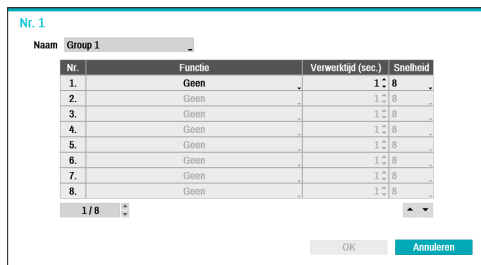 Nr. 1
Naam Group 1
Nr. Functie Verwerktijd (sec.) Snelheid
1. Geen 1 8
2. Geen 1 8
3. Geen 1 8
4. Geen 1 8
5. Geen 1 8
6. Geen 1 8
7. Geen 1 8
8. Geen 1 8
1 / 8
OK Annuleren